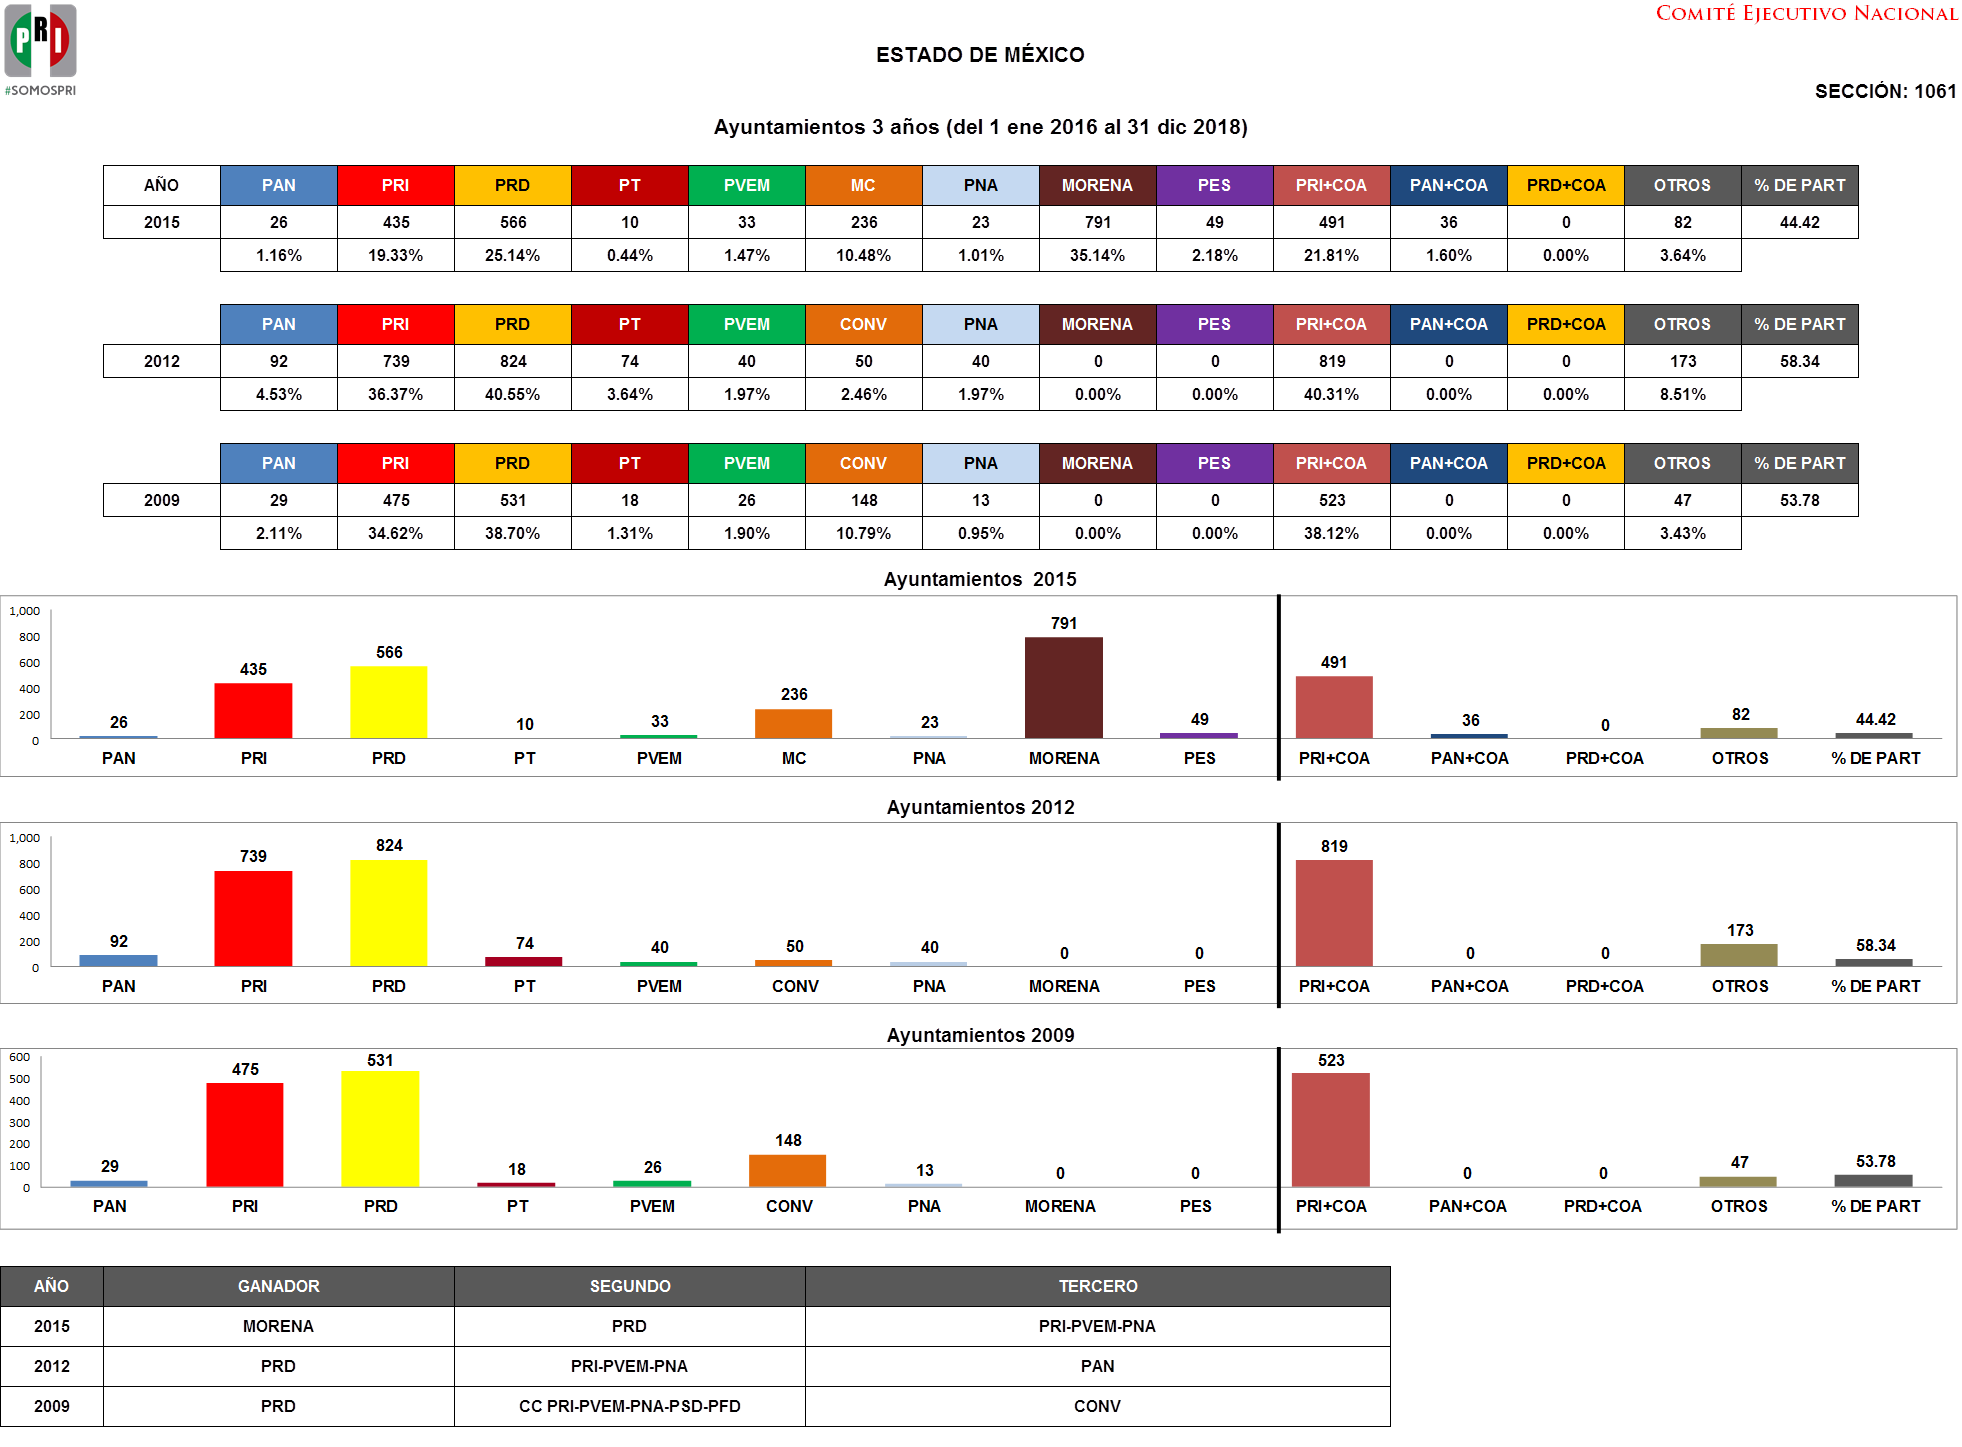 PRI
#SOMOSPRI
COMITÉ EJECUTIVO NACIONAL
ESTADO DE MÉXICO
SECCIÓN: 1061
Ayuntamientos 3 años (del 1 ene 2016 al 31 dic 2018)
AÑO PAN PRI PRD PT PVEM MC PNA MORENA PES PRI+COA PAN+COA PRD+COA OTROS % DE PART
2015 26 435 566 10 33 236 23 791 49 491 36 0 82 44.42
1.16% 19.33% 25.14% 0.44% 1.47% 10.48% 1.01% 35.14% 2.18% 21.81% 1.60% 0.00% 3.64%
PAN PRI PRD PT PVEM CONV PNA MORENA PES PRI+COA PAN+COA PRD+COA OTROS % DE PART
2012 92 739 824 74 40 50 40 0 0 819 0 0 173 58.34
4.53% 36.37% 40.55% 3.64% 1.97% 2.46% 1.97% 0.00% 0.00% 40.31% 0.00% 0.00% 8.51%
PAN PRI PRD PT PVEM CONV PNA MORENA PES PRI+COA PAN+COA PRD+COA OTROS % DE PART
2009 29 475 531 18 26 148 13 0 0 523 0 0 47 53.78
2.11% 34.62% 38.70% 1.31% 1.90% 10.79% 0.95% 0.00% 0.00% 38.12% 0.00% 0.00% 3.43%
Ayuntamientos 2015
1,000
800
600
400
200
0
26 435 566 10 33 236 23 791 49 491 36 0 82 44.42
PAN PRI PRD PT PVEM MC PNA MORENA PES PRI+COA PAN+COA PRD+COA OTROS % DE PART
Ayuntamientos 2012
1,000
800
600
400
200
0
92 739 824 74 40 50 40 0 0 819 0 0 173 58.34
PAN PRI PRD PT PVEM CONV PNA MORENA PES PRI+COA PAN+COA PRD+COA OTROS % DE PART
Ayuntamientos 2009
600
500
400
300
200
100
0
29 475 531 18 26 148 13 0 0 523 0 0 47 53.78
PAN PRI PRD PT PVEM CONV PNA MORENA PES PRI+COA PAN+COA PRD+COA OTROS % DE PART
AÑO GANADOR SEGUNDO TERCERO
2015 MORENA PRD PRI-PVEM-PNA
2012 PRD PRI-PVEM-PNA PAN
2009 PRD CC PRI-PVEM-PNA-PSD-PFD CONV